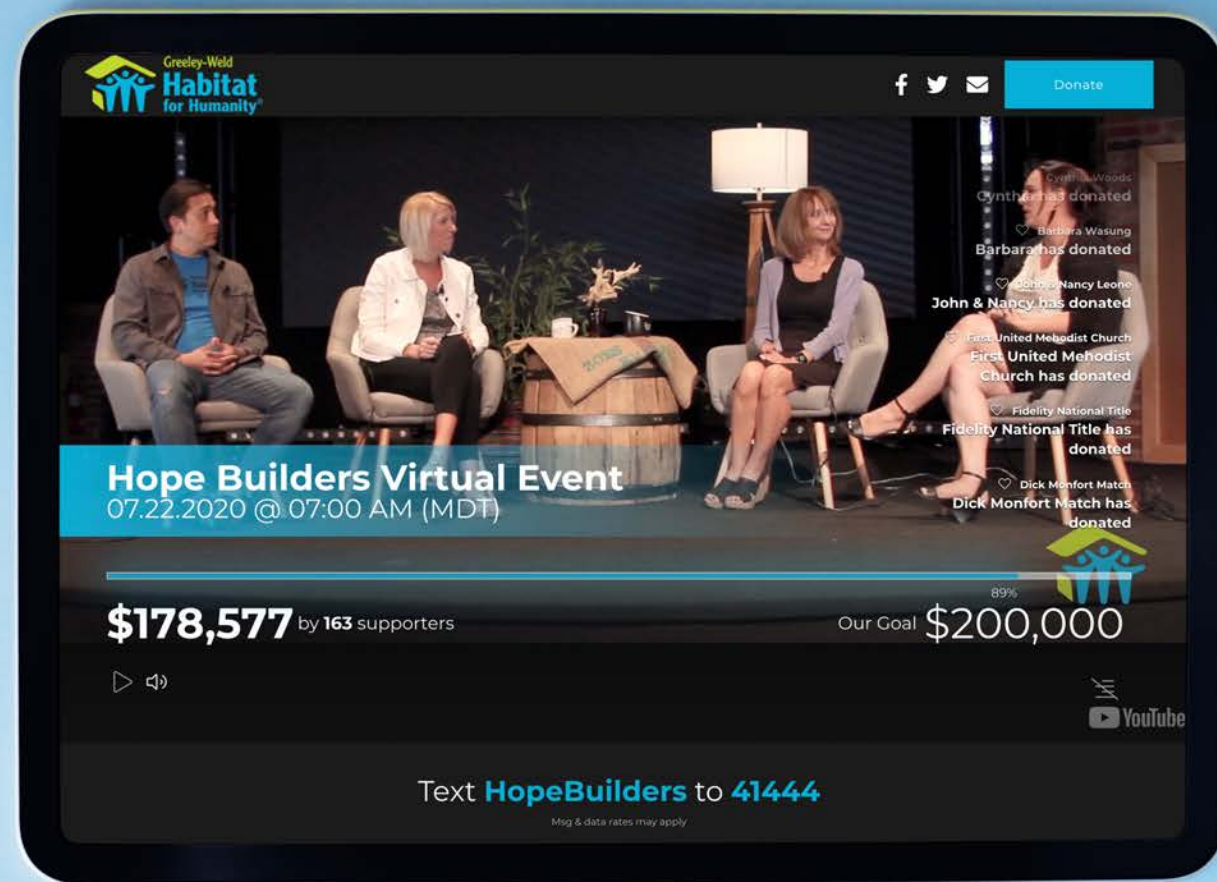 Greeley-Weld
Habitat
for Humanity®
Donate
Cynthia Woods
Cynthia has donated
Barbara Wasung
Barbara has donated
John & Nancy Leone
John & Nancy has donated
First United Mehodist Church
First United Mehodist
Church has donated
Fidelity National Title
Fidelity National Title has
donated
Dick Monfort Match
Dick Monfort Match has
donated
Hope Builders Virtual Event
07.22.2020 @ 07:00 AM (MDT)
89%
$178,577 by 163 supporters
Our Goal $200,000
YouTube
Text HopeBuilders to 41444
Msg & data rates may apply